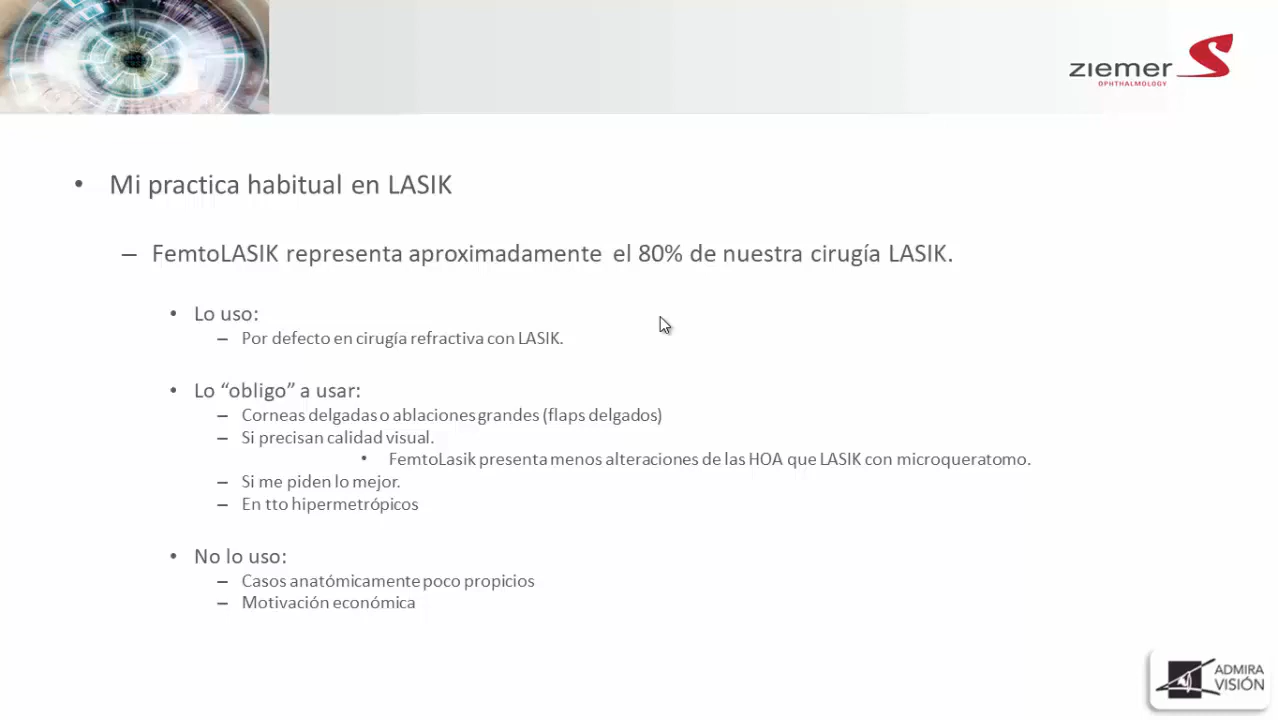 ziemer
OPHTHALMOLOGY
• Mi practica habitual en LASIK
– FemtoLASIK representa aproximadamente el 80% de nuestra cirugía LASIK.
• Lo uso:
– Por defecto en cirugía refractiva con LASIK.
• Lo “obligo” a usar:
– Corneas delgadas o ablaciones grandes (flaps delgados)
– Si precisan calidad visual.
• FemtoLasik presenta menos alteraciones de las HOA que LASIK con microqueratomo.
– Si me piden lo mejor.
– En tto hipermetrópicos
• No lo uso:
– Casos anatómicamente poco propicios
– Motivación económica
ADMIRA
VISIÓN